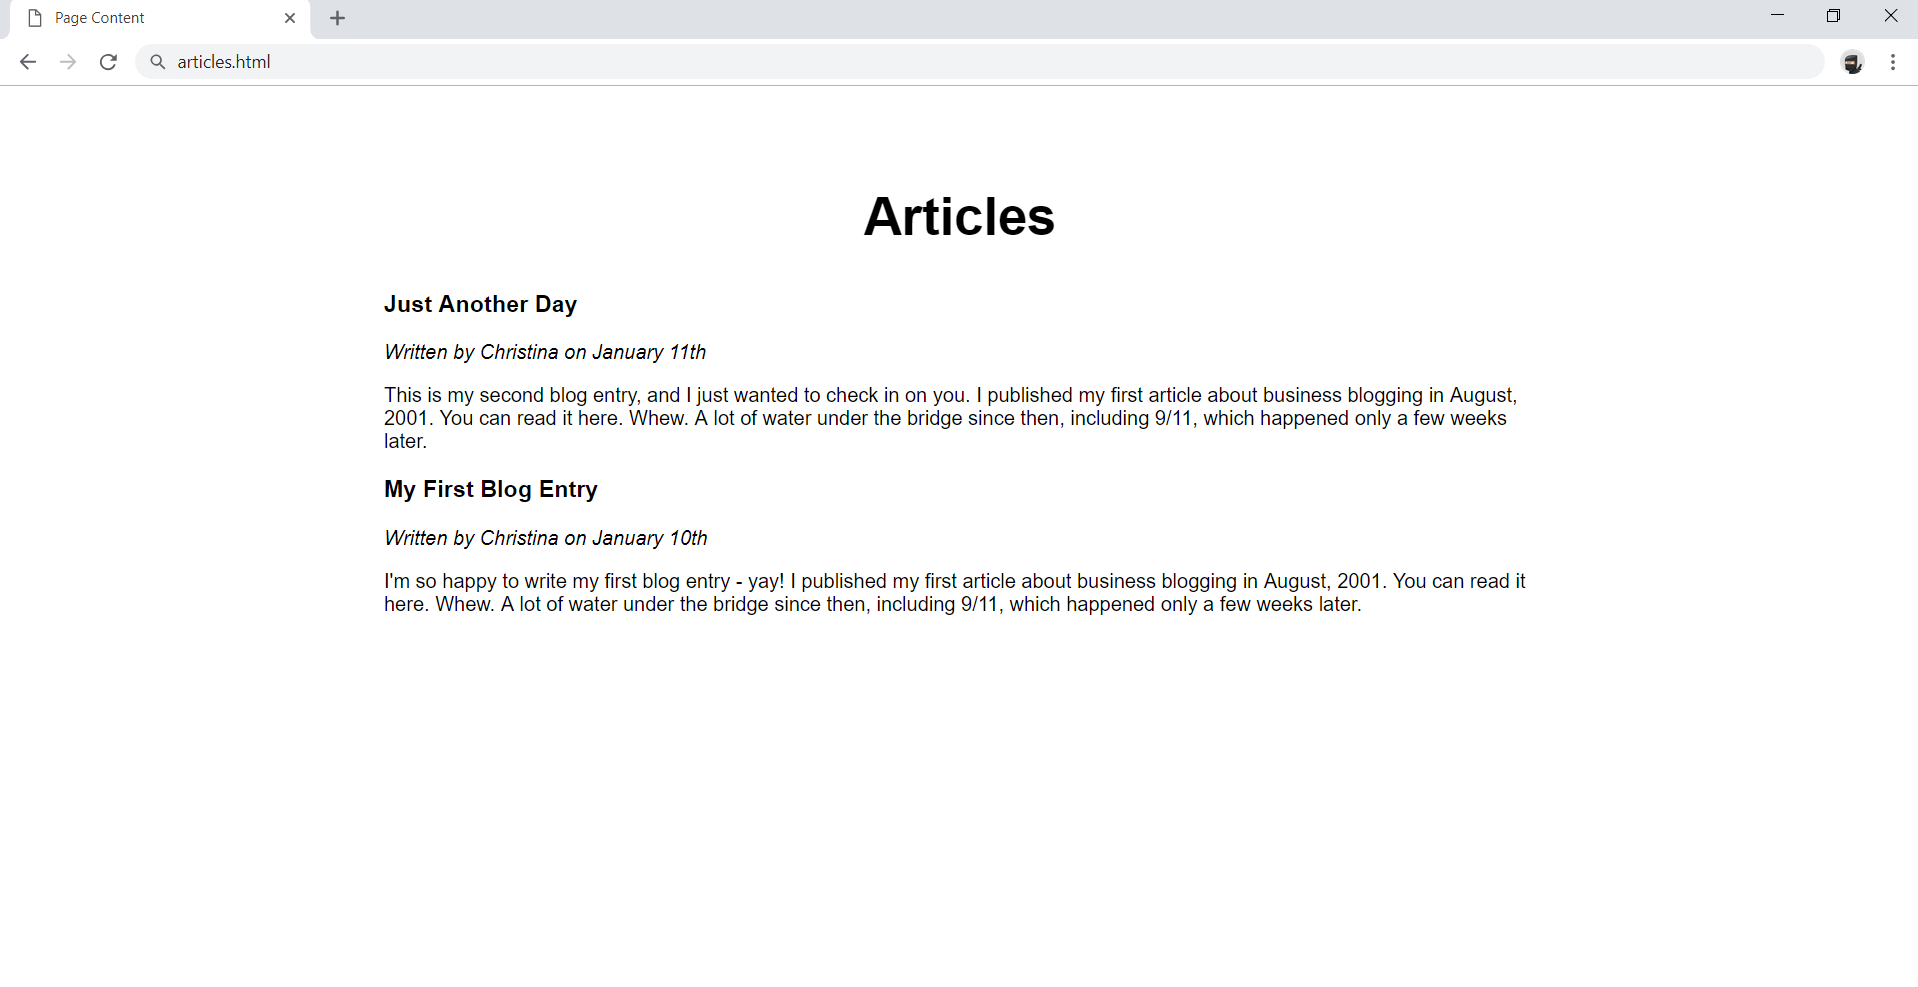 Page Content
articles.html
Articles
Just Another Day
Written by Christina on January 11th
This is my second blog entry, and I just wanted to check in on you. I published my first article about business blogging in August,
2001. You can read it here. Whew. A lot of water under the bridge since then, including 9/11, which happened only a few weeks
later.
My First Blog Entry
Written by Christina on January 10th
I'm so happy to write my first blog entry - yay! I published my first article about business blogging in August, 2001. You can read it
here. Whew. A lot of water under the bridge since then, including 9/11, which happened only a few weeks later.